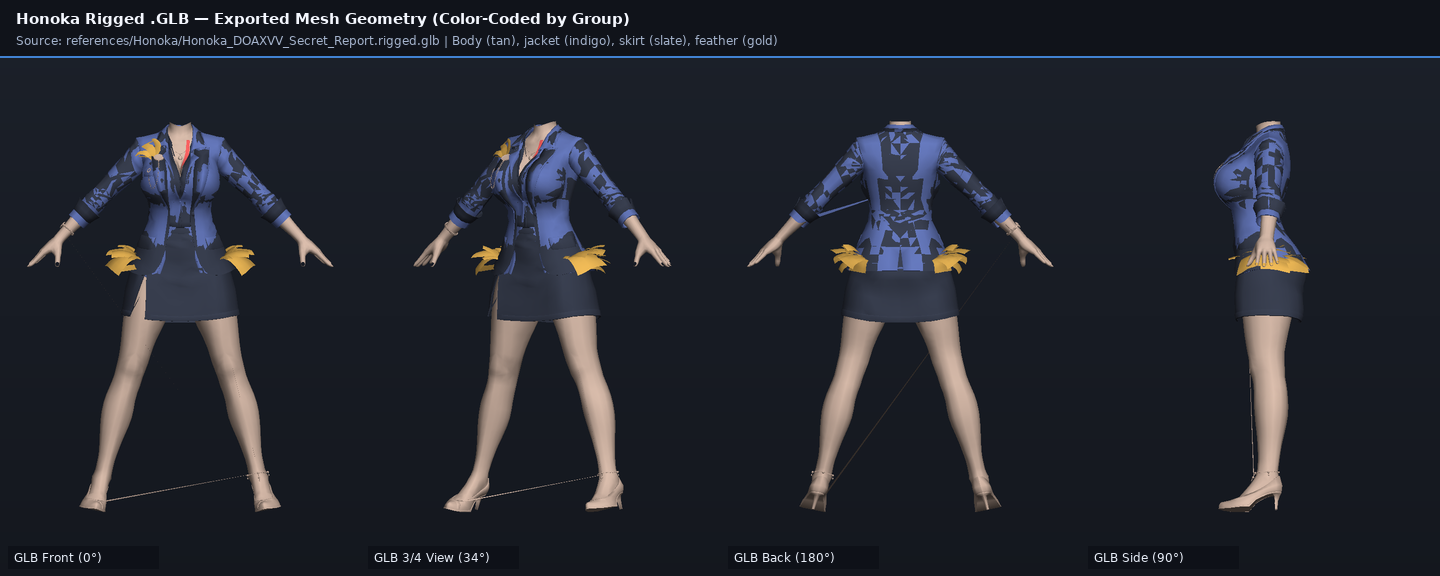 Honoka Rigged .GLB — Exported Mesh Geometry (Color-Coded by Group)
Source: references/Honoka/Honoka_DOAXVV_Secret_Report.rigged.glb | Body (tan), jacket (indigo), skirt (slate), feather (gold)
GLB Front (0°)
GLB 3/4 View (34°)
GLB Back (180°)
GLB Side (90°)